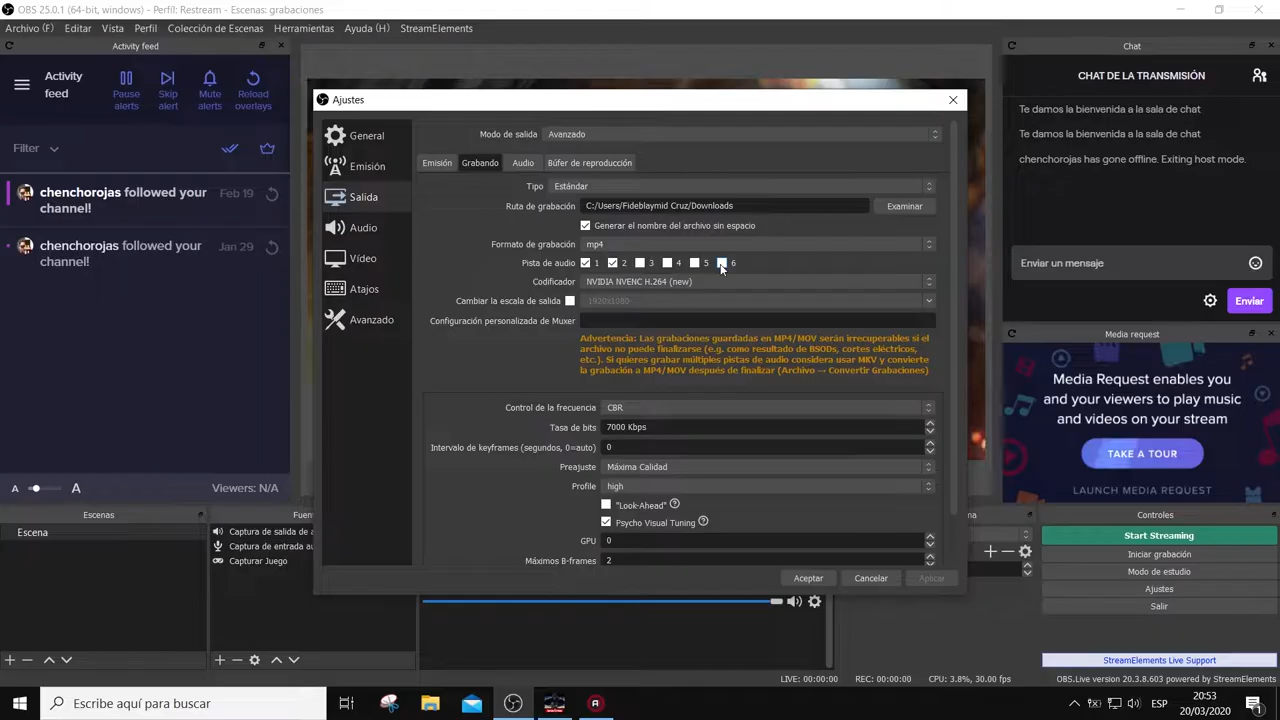 OBS 25.0.1 (64-bit, windows) - Perfil: Restream - Escenas: grabaciones
Archivo (F) Editar Vista Perfil Colección de Escenas Herramientas Ayuda (H) StreamElements
Activity feed
Activity feed
Pause alerts
Skip alert
Mute alerts
Reload overlays
Filter
chenchorojas followed your channel!
Feb 19
chenchorojas followed your channel!
Jan 29
A A Viewers: N/A
Ajustes
General
Emisión
Salida
Audio
Vídeo
Atajos
Avanzado
Modo de salida Avanzado
Emisión Grabando Audio Búfer de reproducción
Tipo Estándar
Ruta de grabación C:/Users/Fideblaymid Cruz/Downloads Examinar
Generar el nombre del archivo sin espacio
Formato de grabación mp4
Pista de audio 1 2 3 4 5 6
Codificador NVIDIA NVENC H.264 (new)
Cambiar la escala de salida 1920x1080
Configuración personalizada de Muxer
Advertencia: Las grabaciones guardadas en MP4/MOV serán irrecuperables si el
archivo no puede finalizarse (e.g. como resultado de BSODs, cortes eléctricos,
etc.). Si quieres grabar múltiples pistas de audio considera usar MKV y convierte
la grabación a MP4/MOV después de finalizar (Archivo → Convertir Grabaciones)
Control de la frecuencia CBR
Tasa de bits 7000 Kbps
Intervalo de keyframes (segundos, 0=auto) 0
Preajuste Máxima Calidad
Profile high
"Look-Ahead" ?
Psycho Visual Tuning ?
GPU 0
Máximos B-frames 2
Aceptar Cancelar Aplicar
Chat
CHAT DE LA TRANSMISIÓN
Te damos la bienvenida a la sala de chat
Te damos la bienvenida a la sala de chat
chenchorojas has gone offline. Exiting host mode.
Enviar un mensaje
Enviar
Media request
Media Request enables you
and your viewers to play music
and videos on your stream
TAKE A TOUR
LAUNCH MEDIA REQUEST
Escenas
Escena
Fuen
Captura de salida de a
Captura de entrada au
Capturar Juego
Controles
Start Streaming
Iniciar grabación
Modo de estudio
Ajustes
Salir
StreamElements Live Support
LIVE: 00:00:00 REC: 00:00:00 CPU: 3.8%, 30.00 fps OBS.Live version 20.3.8.603 powered by StreamElements
Escribe aquí para buscar
ESP
20:53
20/03/2020
1